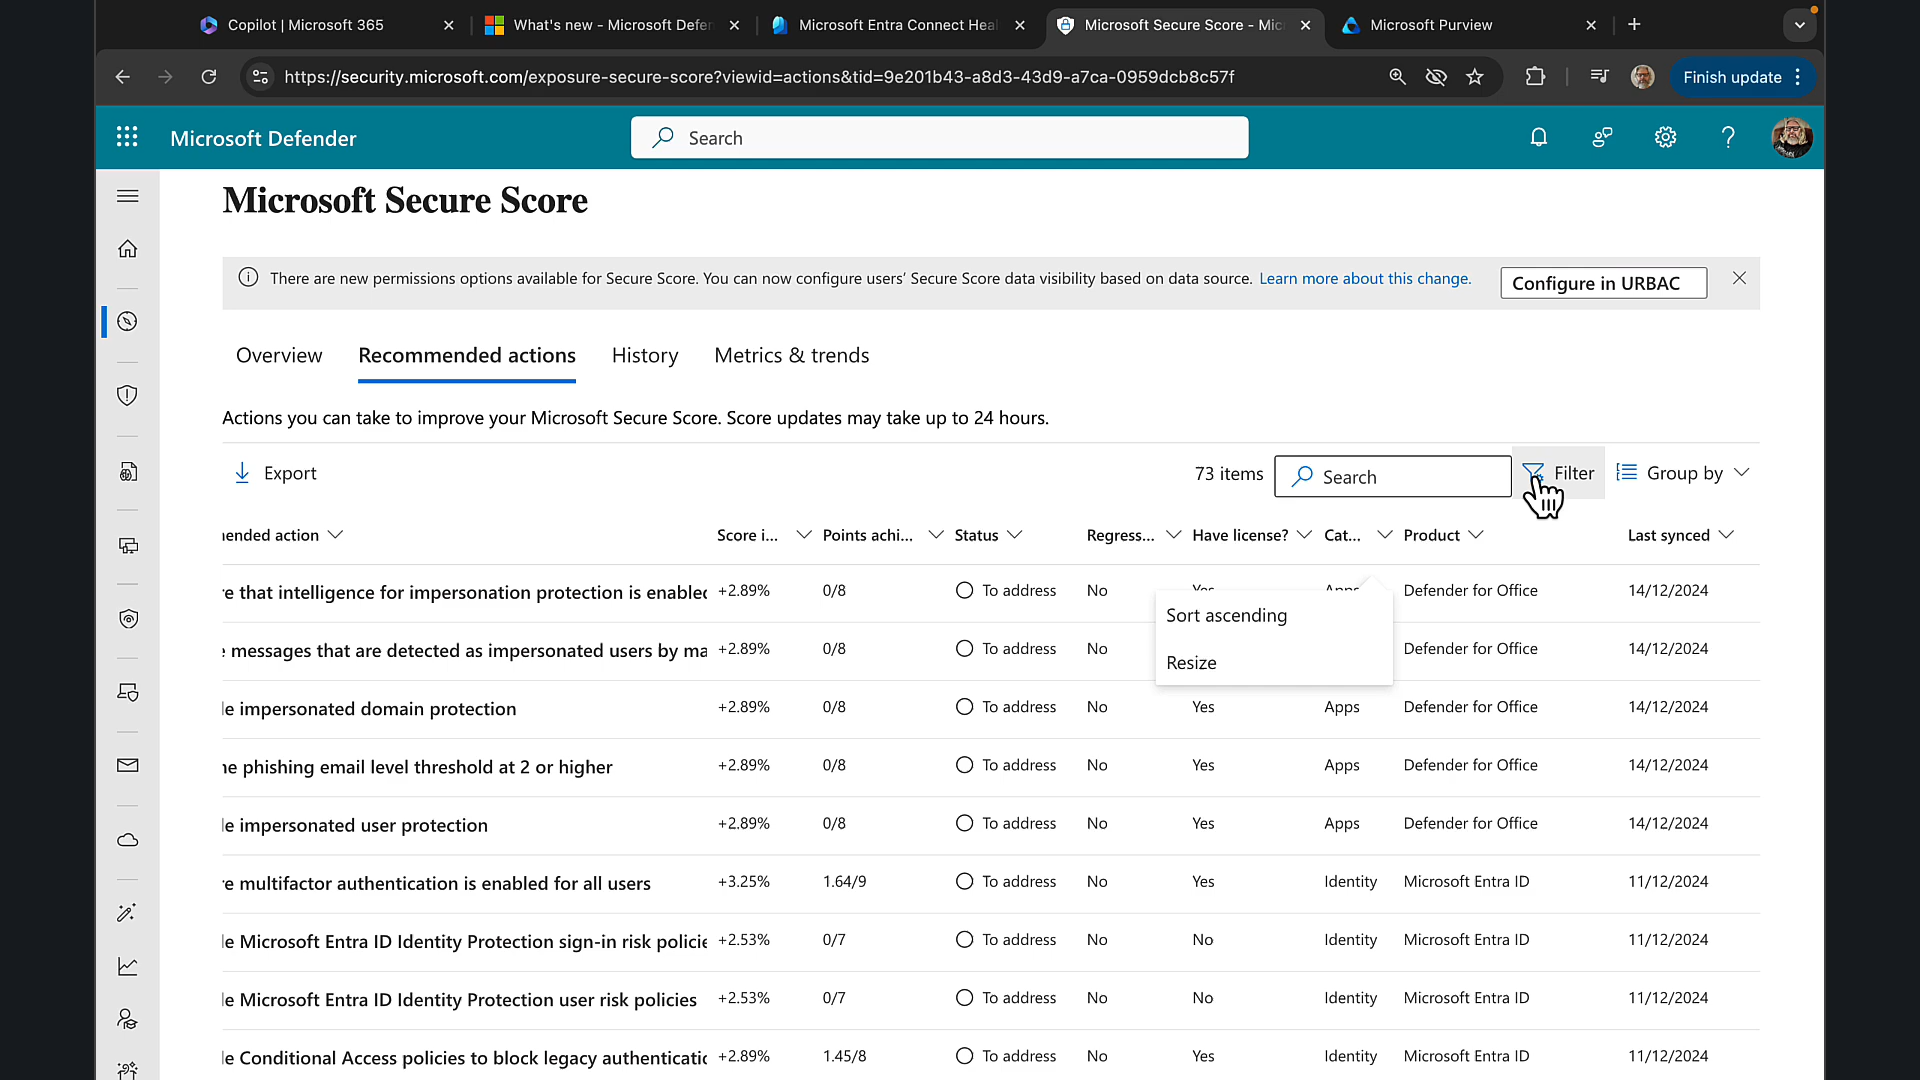 Copilot | Microsoft 365
What's new - Microsoft Defen
Microsoft Entra Connect Heal
Microsoft Secure Score - Mic
Microsoft Purview
https://security.microsoft.com/exposure-secure-score?viewid=actions&tid=9e201b43-a8d3-43d9-a7ca-0959dcb8c57f
Finish update
Microsoft Defender
Search
Microsoft Secure Score
There are new permissions options available for Secure Score. You can now configure users’ Secure Score data visibility based on data source. Learn more about this change.
Configure in URBAC
Overview Recommended actions History Metrics & trends
Actions you can take to improve your Microsoft Secure Score. Score updates may take up to 24 hours.
Export 73 items Search Filter Group by
ended action Score i... Points achi... Status Regress... Have license? Cat... Product Last synced
e that intelligence for impersonation protection is enabled +2.89% 0/8 To address No Yes Apps Defender for Office 14/12/2024
Sort ascending
e messages that are detected as impersonated users by ma +2.89% 0/8 To address No Defender for Office 14/12/2024
Resize
le impersonated domain protection +2.89% 0/8 To address No Yes Apps Defender for Office 14/12/2024
he phishing email level threshold at 2 or higher +2.89% 0/8 To address No Yes Apps Defender for Office 14/12/2024
le impersonated user protection +2.89% 0/8 To address No Yes Apps Defender for Office 14/12/2024
re multifactor authentication is enabled for all users +3.25% 1.64/9 To address No Yes Identity Microsoft Entra ID 11/12/2024
le Microsoft Entra ID Identity Protection sign-in risk policie +2.53% 0/7 To address No No Identity Microsoft Entra ID 11/12/2024
le Microsoft Entra ID Identity Protection user risk policies +2.53% 0/7 To address No No Identity Microsoft Entra ID 11/12/2024
le Conditional Access policies to block legacy authenticatic +2.89% 1.45/8 To address No Yes Identity Microsoft Entra ID 11/12/2024